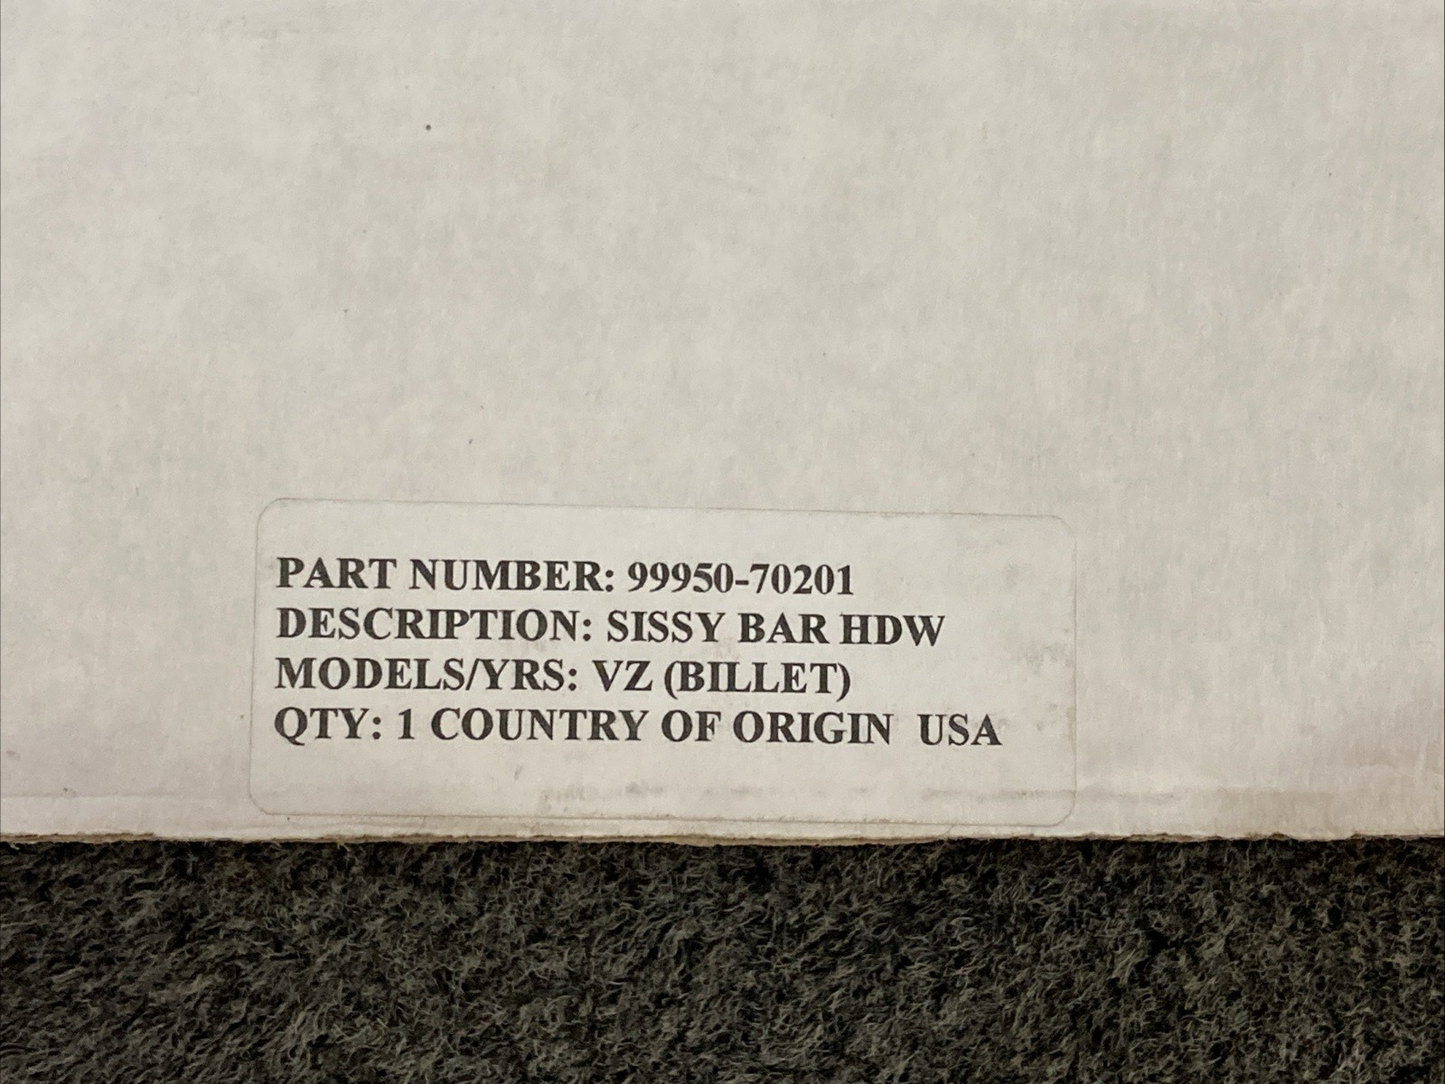 PART NUMBER: 99950-70201
DESCRIPTION: SISSY BAR HDW
MODELS/YRS: VZ (BILLET)
QTY: 1 COUNTRY OF ORIGIN  USA